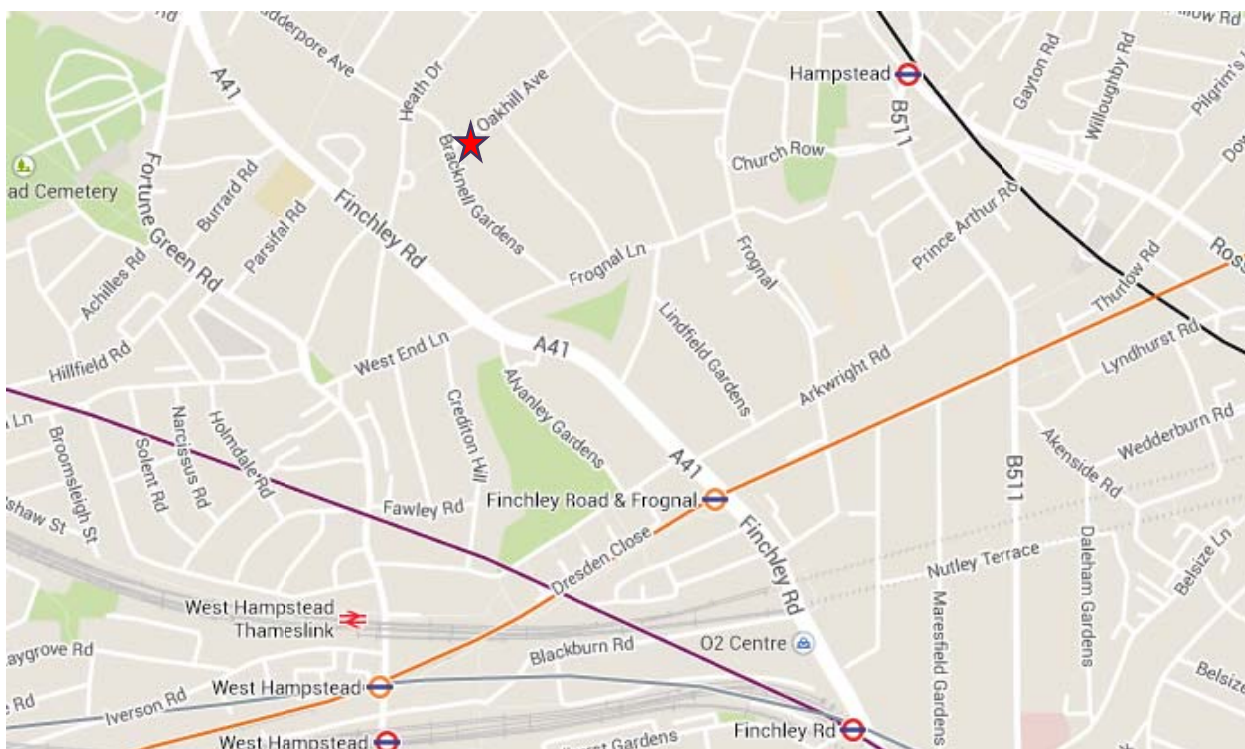 A41
Heath Dr
Oakhill Ave
Hampstead
B511
Gayton Rd
Willoughby Rd
Church Row
Bracknell Gardens
Cemetery
Fortune Green Rd
Burrard Rd
Parsifal Rd
Finchley Rd
Achilles Rd
Prince Arthur Rd
Frognal Ln
Frognal
Thurlow Rd
Lyndhurst Rd
Hillfield Rd
West End Ln
A41
Lindfield Gardens
Arkwright Rd
Alvanley Gardens
Crediton Hill
Ln
Broomsleigh St
Solent Rd
Narcissus Rd
Holmdale Rd
Fawley Rd
A41
Finchley Road & Frognal
B511
Akenside Rd
Wedderburn Rd
Finchley Rd
Dresden Close
Nutley Terrace
Daleham Gardens
Belsize Ln
Maresfield Gardens
West Hampstead
Thameslink
Blackburn Rd
O2 Centre
West Hampstead
Iverson Rd
Belsize
Finchley Rd
West Hampstead
Gardens